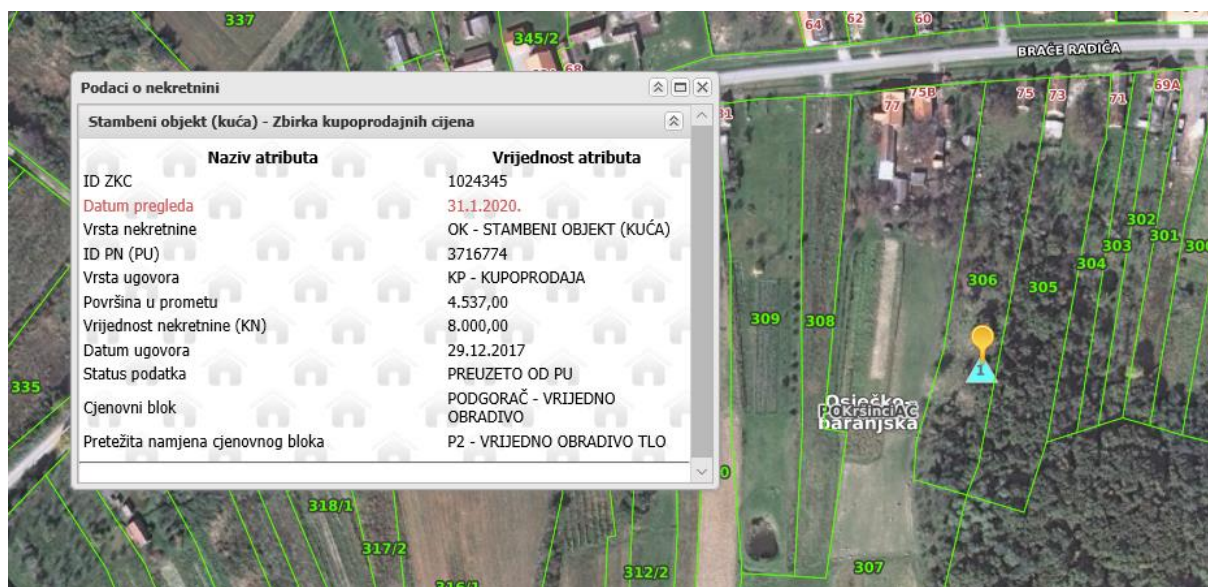 337
345/2
64
62
60
68
BRAĆE RADIĆA
Podaci o nekretnini
Stambeni objekt (kuća) - Zbirka kupoprodajnih cijena
Naziv atributa Vrijednost atributa
ID ZKC 1024345
Datum pregleda 31.1.2020.
Vrsta nekretnine OK - STAMBENI OBJEKT (KUĆA)
ID PN (PU) 3716774
Vrsta ugovora KP - KUPOPRODAJA
Površina u prometu 4.537,00
Vrijednost nekretnine (KN) 8.000,00
Datum ugovora 29.12.2017
Status podatka PREUZETO OD PU
Cjenovni blok PODGORAČ - VRIJEDNO
OBRADIVO
Pretežita namjena cjenovnog bloka P2 - VRIJEDNO OBRADIVO TLO
77
75B
75
73
71
69A
302
303
301
304
306
305
309
308
1
Osječko-
baranjska
335
318/1
317/2
312/2
307